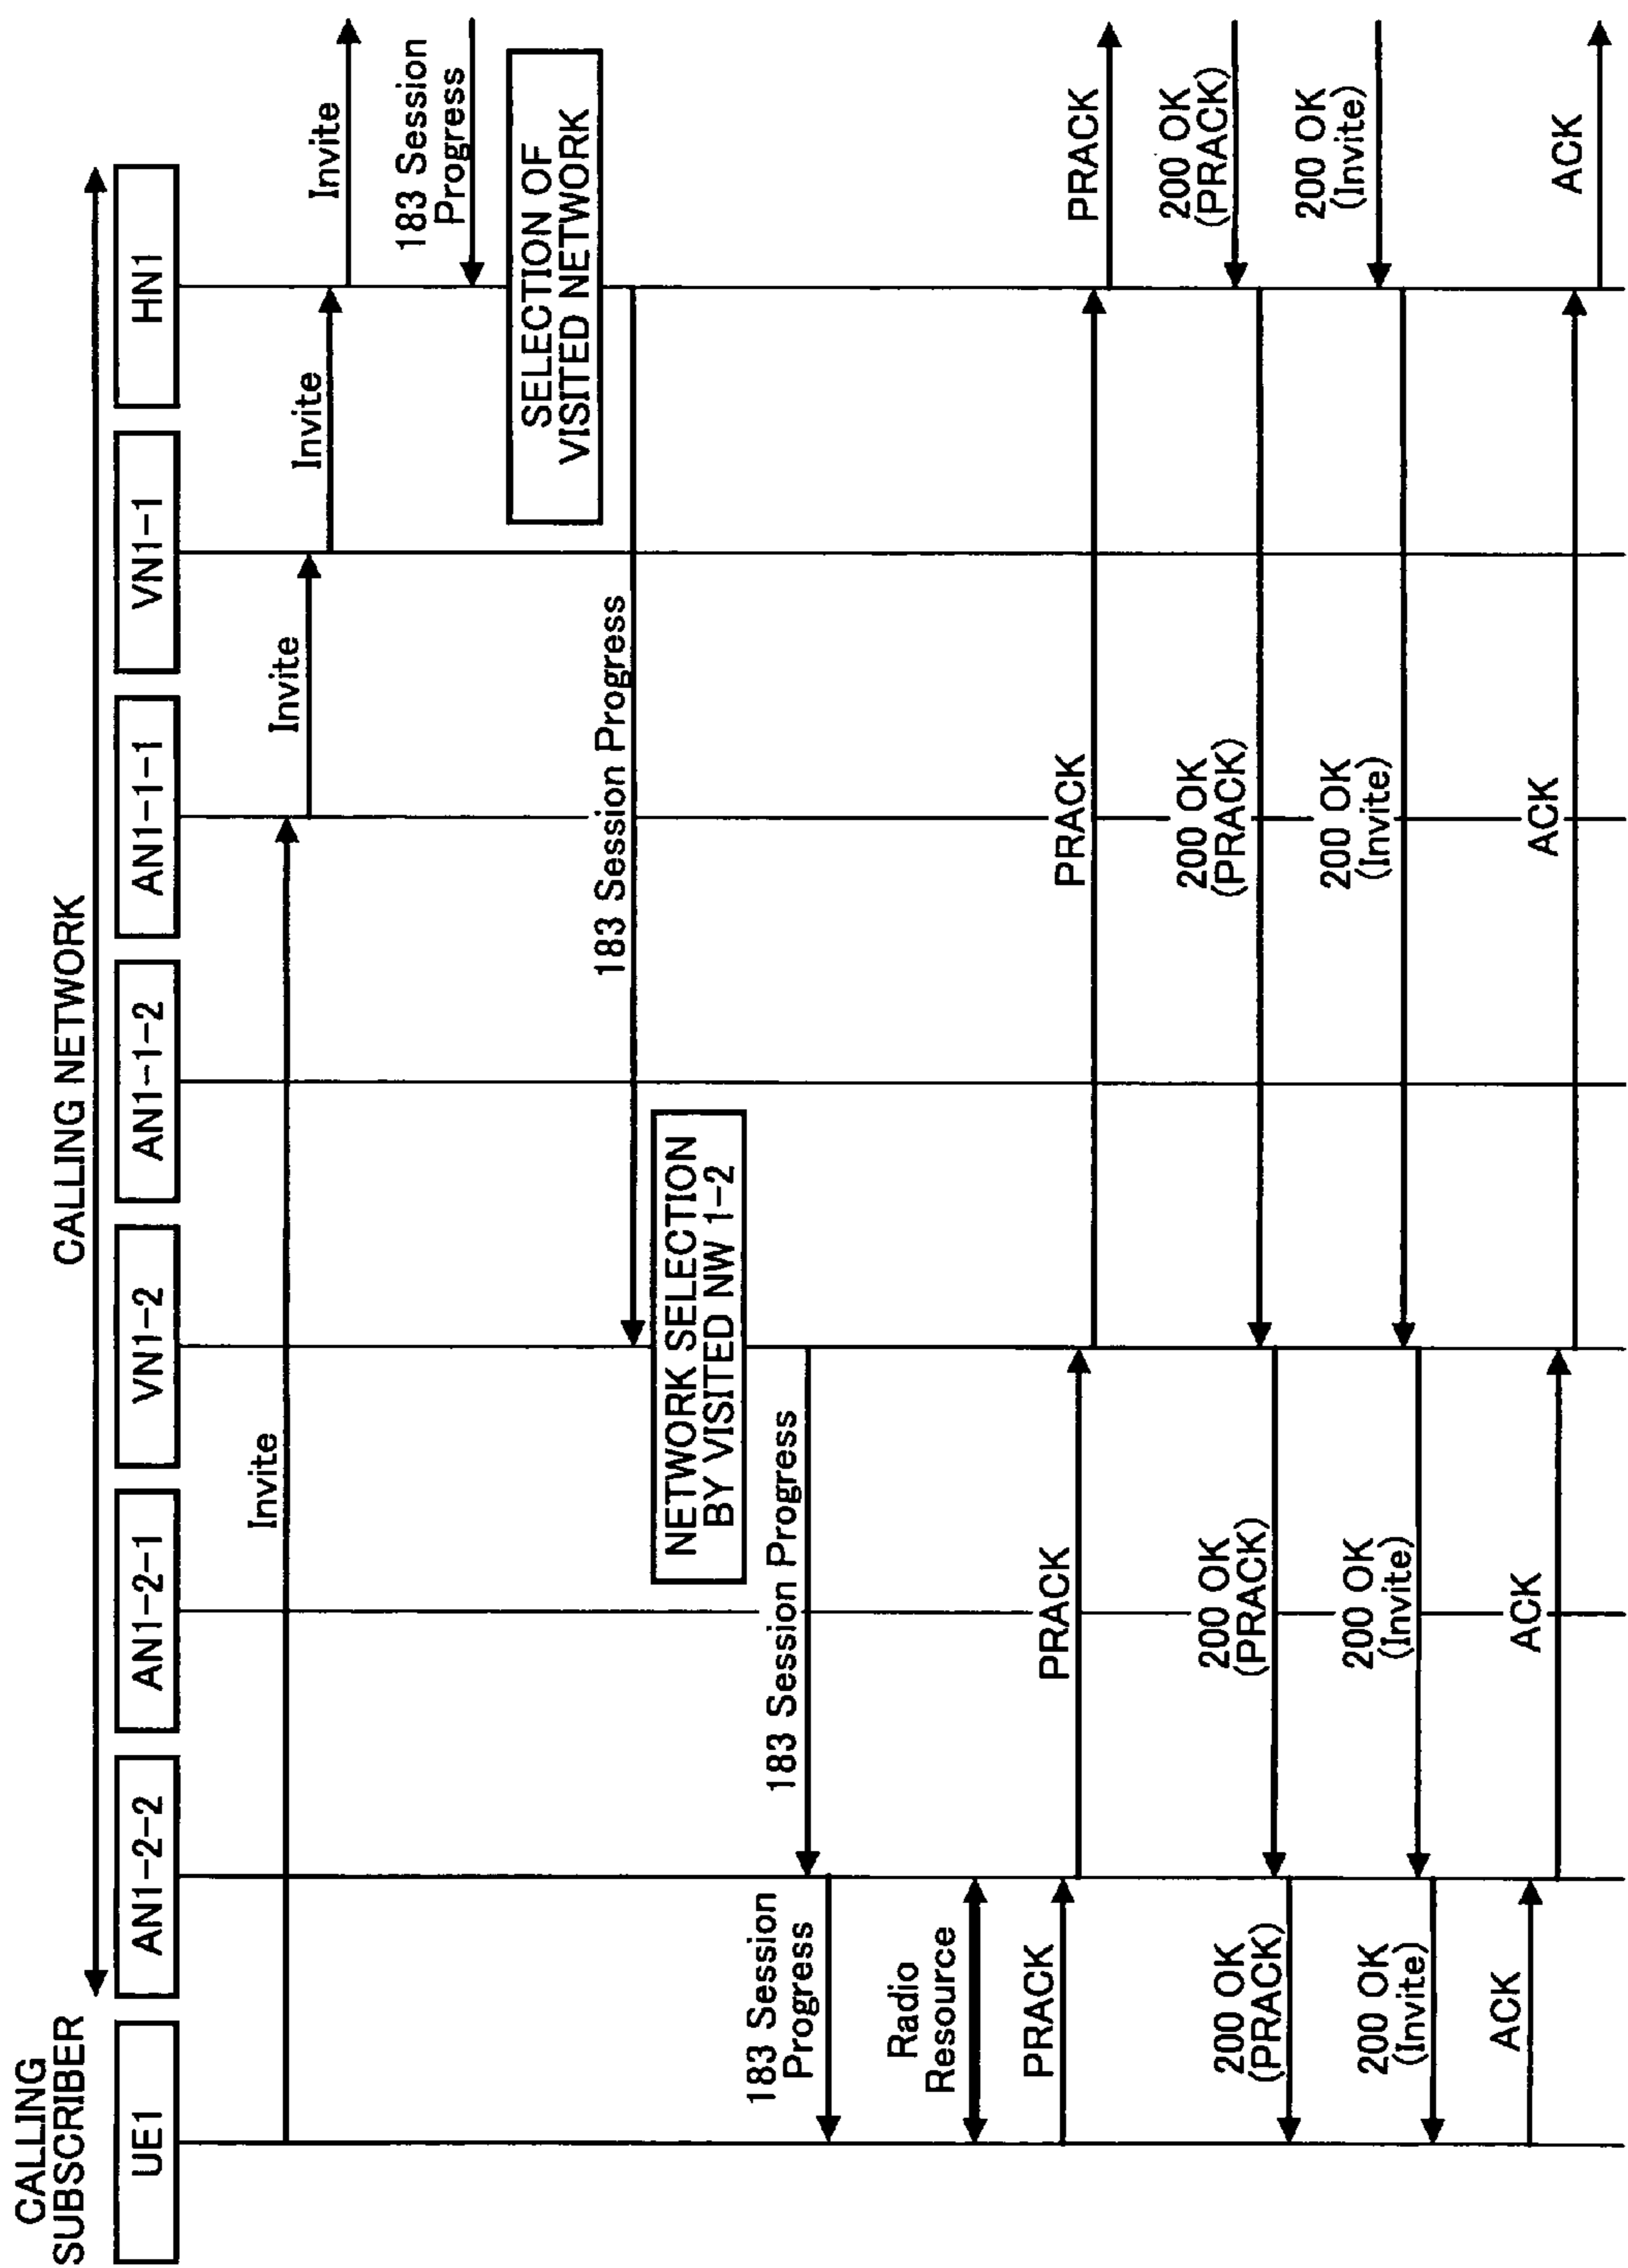 CALLING
SUBSCRIBER
CALLING NETWORK
UE1
AN1-2-2
AN1-2-1
VN1-2
AN1-1-2
AN1-1-1
VN1-1
HN1
Invite
Invite
Invite
Invite
183 Session
Progress
SELECTION OF
VISITED NETWORK
183 Session Progress
NETWORK SELECTION
BY VISITED NW 1-2
183 Session Progress
183 Session
Progress
Radio
Resource
PRACK
PRACK
PRACK
PRACK
200 OK
(PRACK)
200 OK
(PRACK)
200 OK
(PRACK)
200 OK
(PRACK)
200 OK
(Invite)
200 OK
(Invite)
200 OK
(Invite)
200 OK
(Invite)
ACK
ACK
ACK
ACK